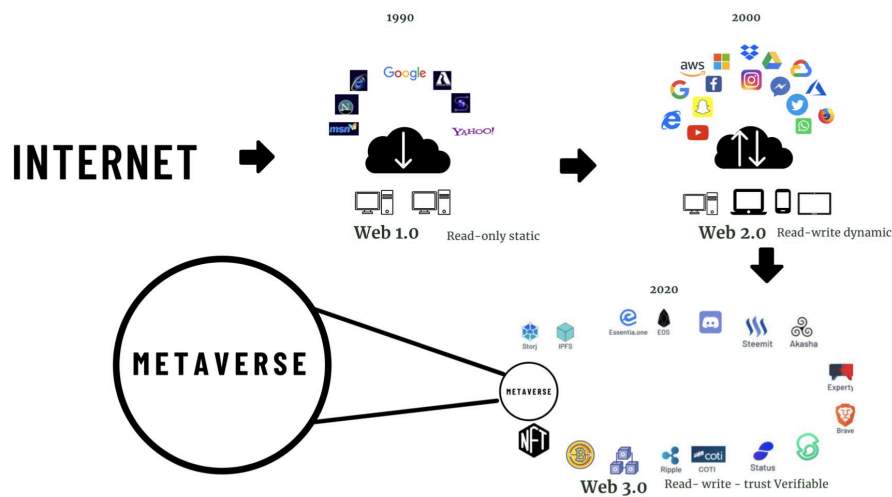 1990
2000
Google
msn
YAHOO!
aws
INTERNET
Web 1.0
Read-only static
Web 2.0
Read-write dynamic
2020
Storj
IPFS
Essentia.one
EOS
Steemit
Akasha
METAVERSE
METAVERSE
Experty
Brave
NFT
Ripple
coti
COTI
Status
Web 3.0
Read- write - trust Verifiable